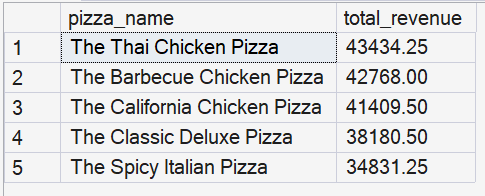 pizza_name total_revenue
1 The Thai Chicken Pizza 43434.25
2 The Barbecue Chicken Pizza 42768.00
3 The California Chicken Pizza 41409.50
4 The Classic Deluxe Pizza 38180.50
5 The Spicy Italian Pizza 34831.25